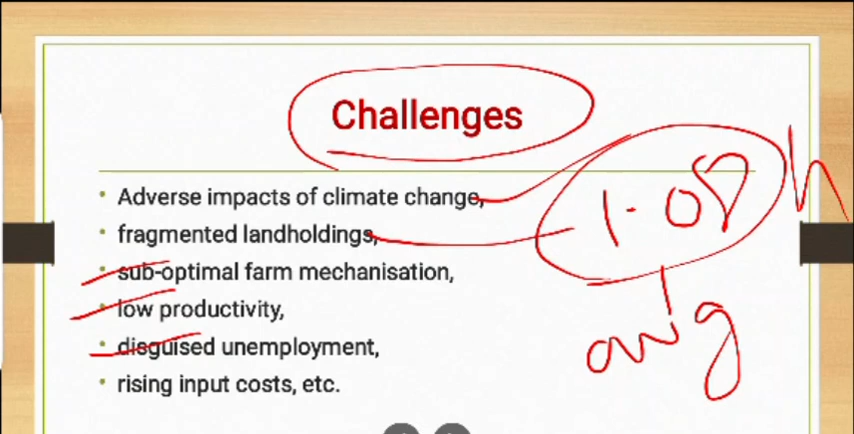 Challenges
• Adverse impacts of climate change,
• fragmented landholdings,
• sub-optimal farm mechanisation,
• low productivity,
• disguised unemployment,
• rising input costs, etc.
1.08 h
avg